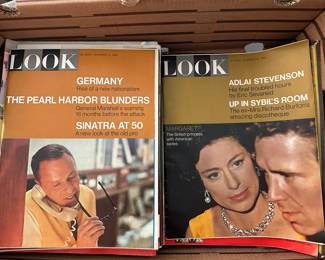 LOOK
GERMANY
Rise of a new nationalism
THE PEARL HARBOR BLUNDERS
General Marshall's warning
19 months before the attack
SINATRA AT 50
A new look at the old pro
LOOK
ADLAI STEVENSON
His final troubled hours
by Eric Sevareid
UP IN SYBIL'S ROOM
The ex-Mrs. Richard Burton's
amazing discotheque
MARGARET
The British princess
with American
tastes